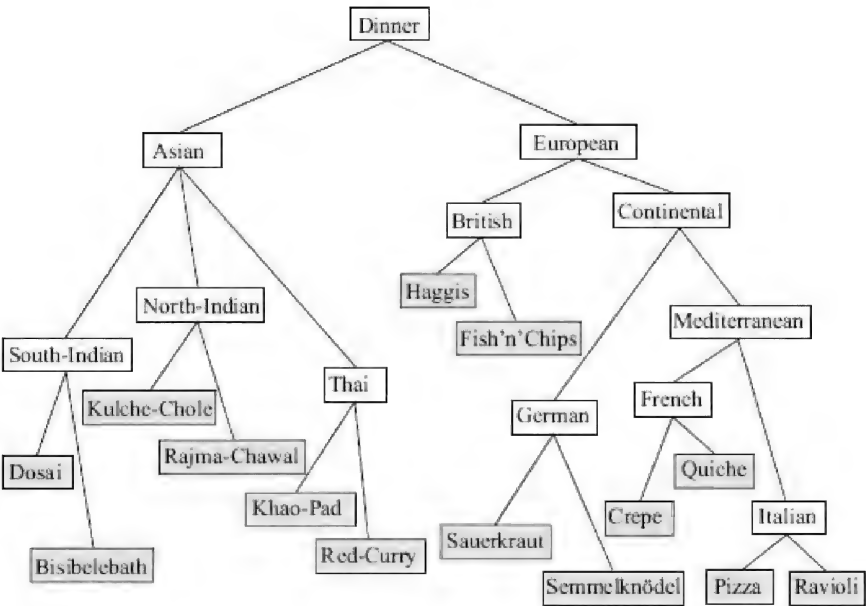 Dinner
Asian
European
British
Continental
Haggis
North-Indian
Mediterranean
South-Indian
Fish'n'Chips
Thai
Kulche-Chole
German
French
Rajma-Chawal
Dosai
Quiche
Khao-Pad
Crepe
Italian
Sauerkraut
Red-Curry
Bisibelebath
Semmelknödel
Pizza
Ravioli